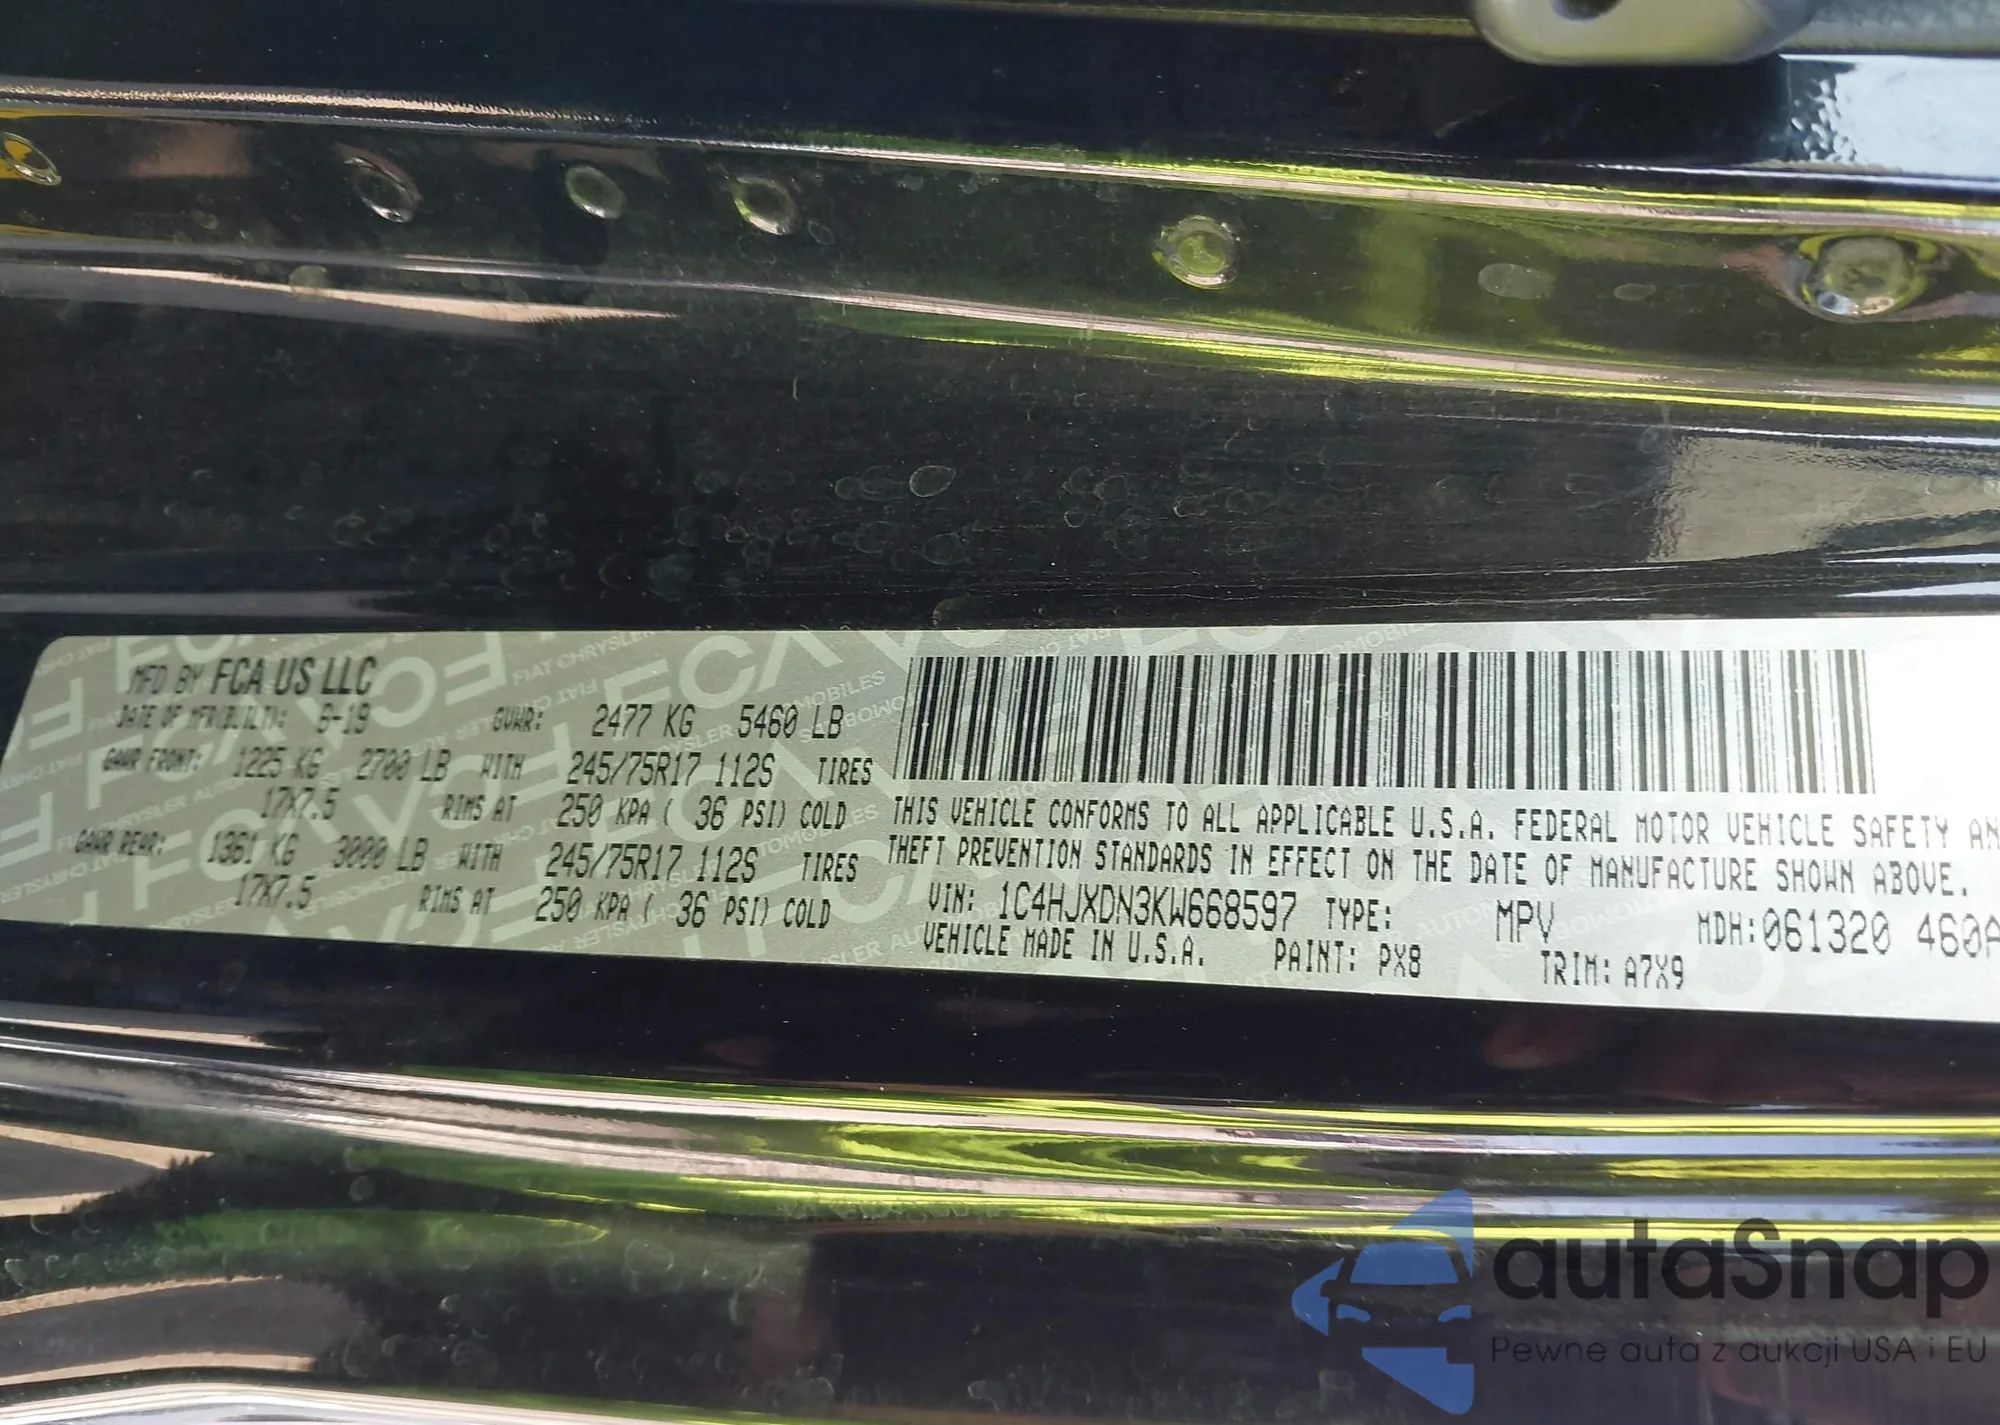 MFD BY FCA US LLC
DATE OF MFR(BUILT): 6-19 GVWR: 2477 KG 5460 LB
GAWR FRONT: 1225 KG 2700 LB WITH 245/75R17 112S TIRES
17X7.5 RIMS AT 250 KPA ( 36 PSI) COLD
GAWR REAR: 1361 KG 3000 LB WITH 245/75R17 112S TIRES
17X7.5 RIMS AT 250 KPA ( 36 PSI) COLD
THIS VEHICLE CONFORMS TO ALL APPLICABLE U.S.A. FEDERAL MOTOR VEHICLE SAFETY AN
THEFT PREVENTION STANDARDS IN EFFECT ON THE DATE OF MANUFACTURE SHOWN ABOVE.
VIN: 1C4HJXDN3KW668597 TYPE: MPV MDH:061320 460A
VEHICLE MADE IN U.S.A. PAINT: PX8 TRIM: A7X9
autaSnap
Pewne auta z aukcji USA i EU